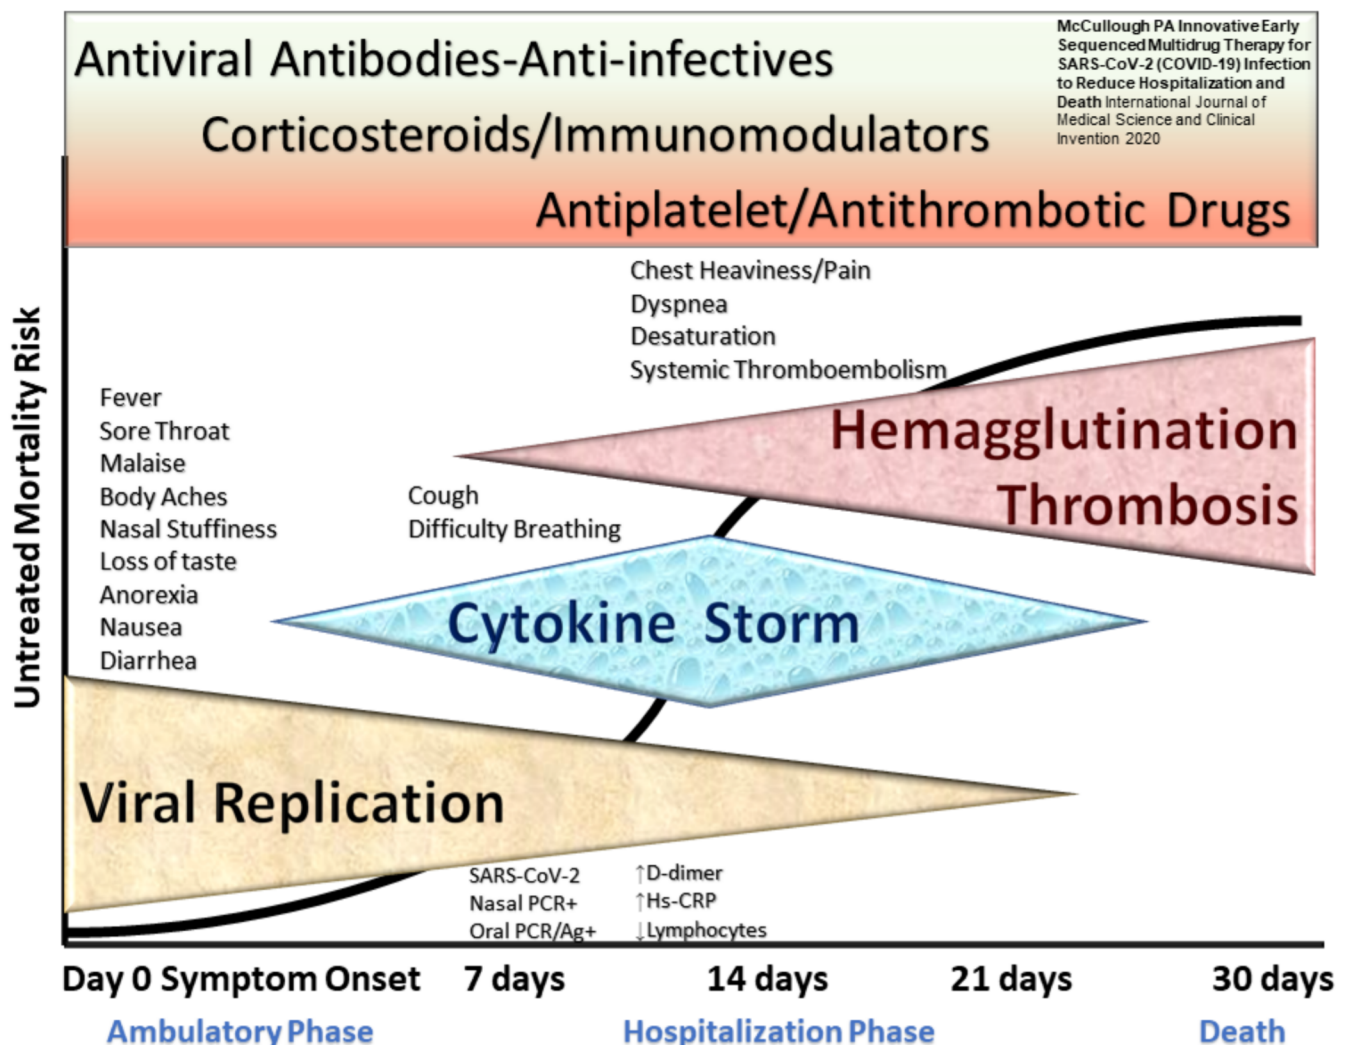 Antiviral Antibodies-Anti-infectives
Corticosteroids/Immunomodulators
Antiplatelet/Antithrombotic Drugs
McCullough PA Innovative Early
Sequenced Multidrug Therapy for
SARS-CoV-2 (COVID-19) Infection
to Reduce Hospitalization and
Death International Journal of
Medical Science and Clinical
Invention 2020
Untreated Mortality Risk
Chest Heaviness/Pain
Dyspnea
Desaturation
Systemic Thromboembolism
Fever
Sore Throat
Malaise
Body Aches
Nasal Stuffiness
Loss of taste
Anorexia
Nausea
Diarrhea
Cough
Difficulty Breathing
Hemagglutination
Thrombosis
Cytokine Storm
Viral Replication
SARS-CoV-2
Nasal PCR+
Oral PCR/Ag+
↑D-dimer
↑Hs-CRP
↓Lymphocytes
Day 0 Symptom Onset 7 days 14 days 21 days 30 days
Ambulatory Phase Hospitalization Phase Death